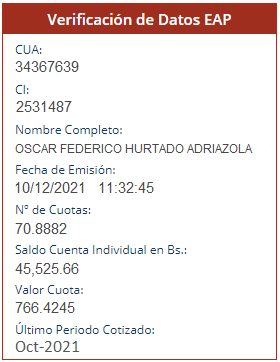 Verificación de Datos EAP
CUA:
34367639
CI:
2531487
Nombre Completo:
OSCAR FEDERICO HURTADO ADRIAZOLA
Fecha de Emisión:
10/12/2021 11:32:45
N° de Cuotas:
70.8882
Saldo Cuenta Individual en Bs.:
45,525.66
Valor Cuota:
766.4245
Último Periodo Cotizado:
Oct-2021